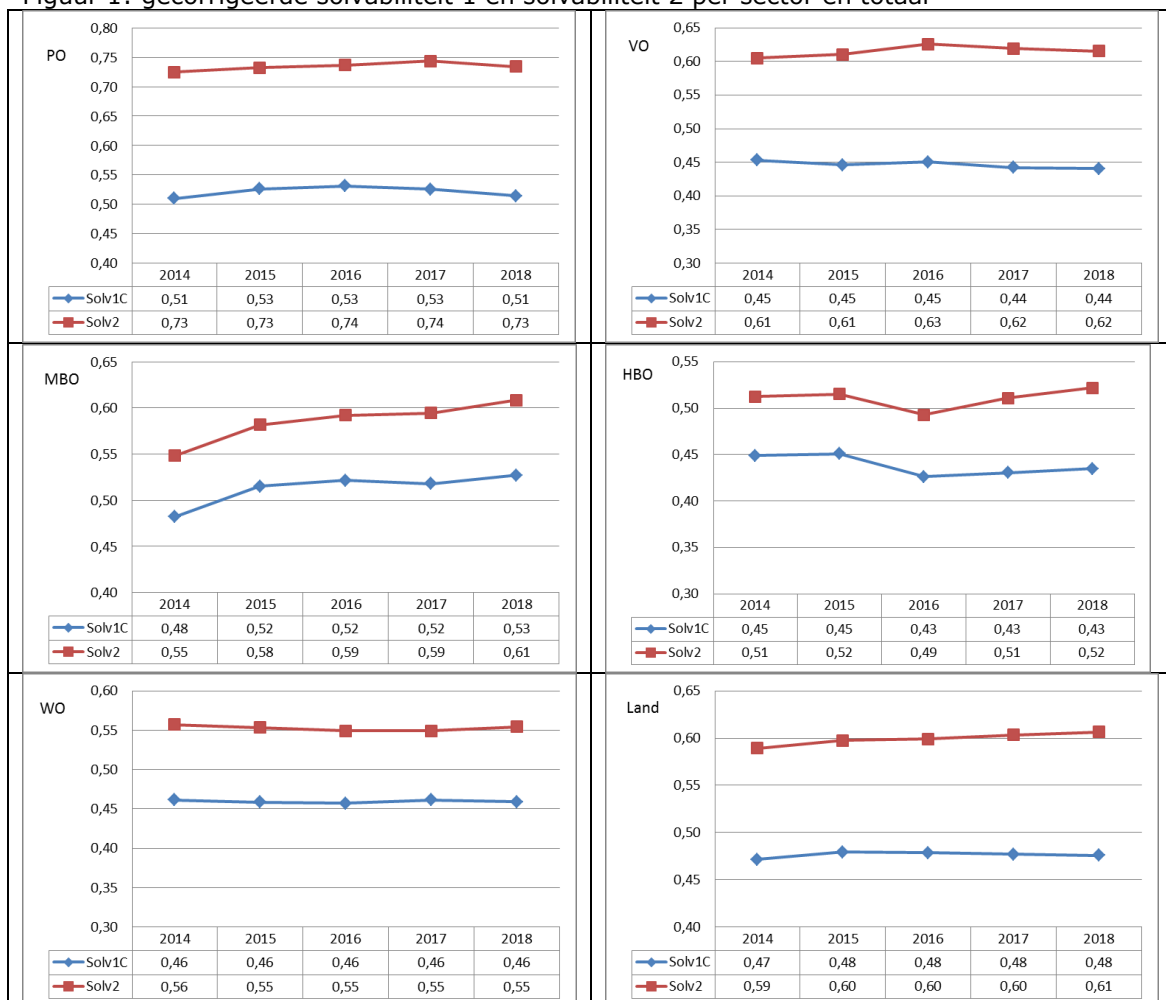 Figuur 1: gecorrigeerde solvabiliteit 1 en solvabiliteit 2 per sector en totaal
PO
0,80
0,75
0,70
0,65
0,60
0,55
0,50
0,45
0,40
2014 2015 2016 2017 2018
Solv1C 0,51 0,53 0,53 0,53 0,51
Solv2 0,73 0,73 0,74 0,74 0,73
VO
0,65
0,60
0,55
0,50
0,45
0,40
0,35
0,30
2014 2015 2016 2017 2018
Solv1C 0,45 0,45 0,45 0,44 0,44
Solv2 0,61 0,61 0,63 0,62 0,62
MBO
0,65
0,60
0,55
0,50
0,45
0,40
2014 2015 2016 2017 2018
Solv1C 0,48 0,52 0,52 0,52 0,53
Solv2 0,55 0,58 0,59 0,59 0,61
HBO
0,55
0,50
0,45
0,40
0,35
0,30
2014 2015 2016 2017 2018
Solv1C 0,45 0,45 0,43 0,43 0,43
Solv2 0,51 0,52 0,49 0,51 0,52
WO
0,60
0,55
0,50
0,45
0,40
0,35
0,30
2014 2015 2016 2017 2018
Solv1C 0,46 0,46 0,46 0,46 0,46
Solv2 0,56 0,55 0,55 0,55 0,55
Land
0,65
0,60
0,55
0,50
0,45
0,40
2014 2015 2016 2017 2018
Solv1C 0,47 0,48 0,48 0,48 0,48
Solv2 0,59 0,60 0,60 0,60 0,61